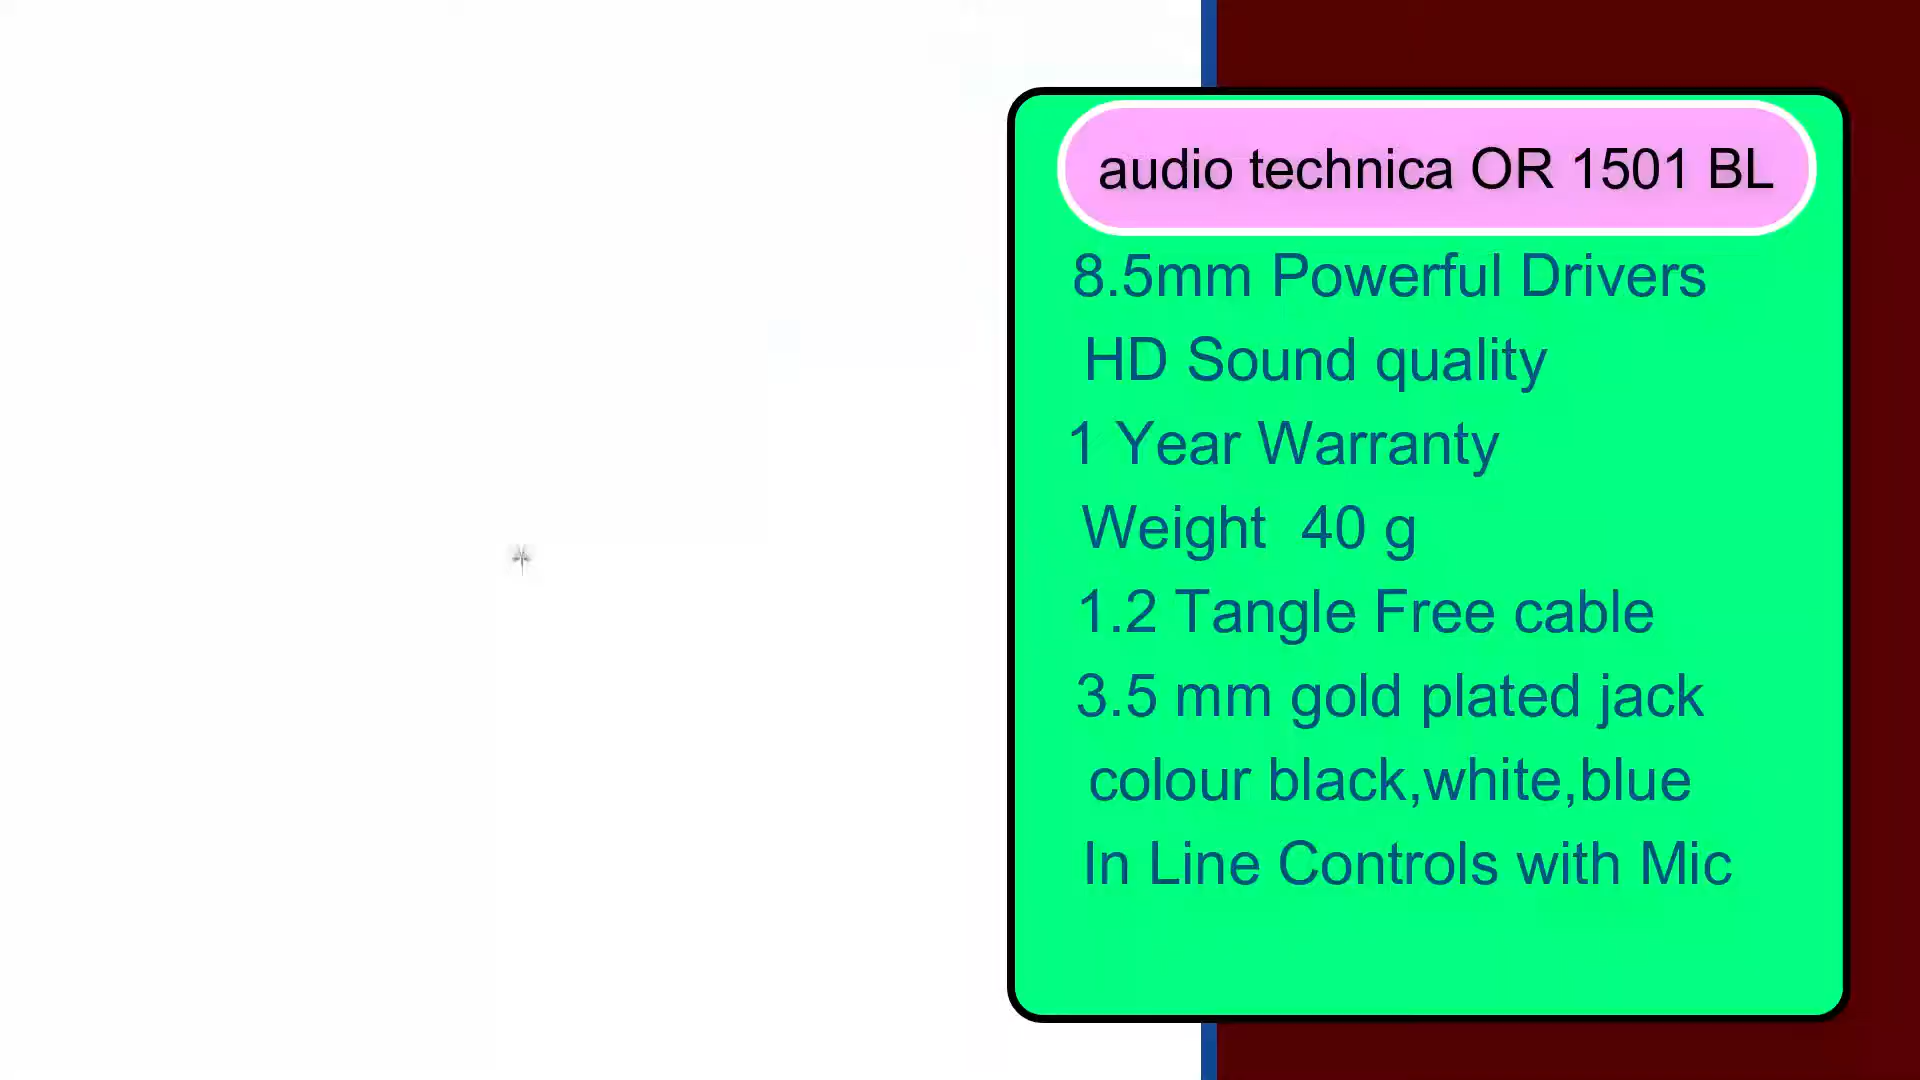 audio technica OR 1501 BL
8.5mm Powerful Drivers
HD Sound quality
1 Year Warranty
Weight  40 g
1.2 Tangle Free cable
3.5 mm gold plated jack
colour black,white,blue
In Line Controls with Mic